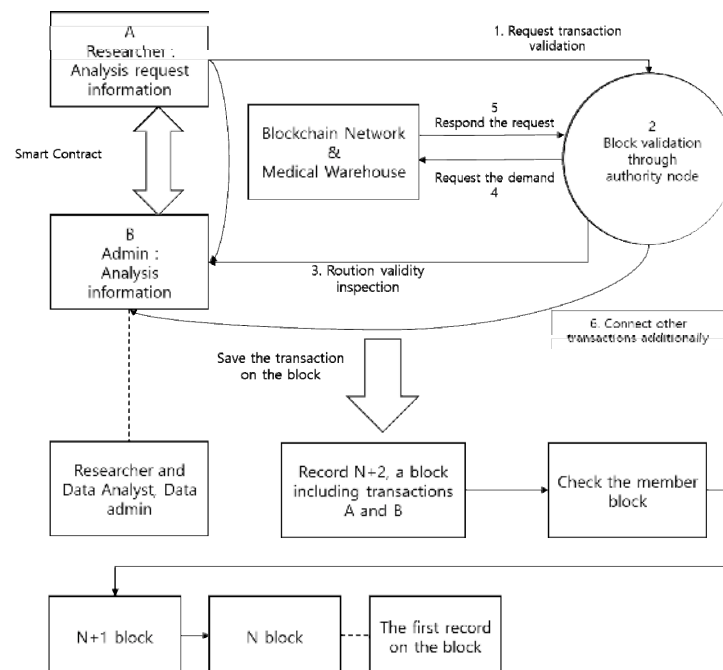 A
Researcher :
Analysis request
information
1. Request transaction
validation
Smart Contract
Blockchain Network
&
Medical Warehouse
5
Respond the request
Request the demand
4
2
Block validation
through
authority node
B
Admin :
Analysis
information
3. Roution validity
inspection
6. Connect other
transactions additionally
Save the transaction
on the block
Researcher and
Data Analyst, Data
admin
Record N+2, a block
including transactions
A and B
Check the member
block
N+1 block
N block
The first record
on the block